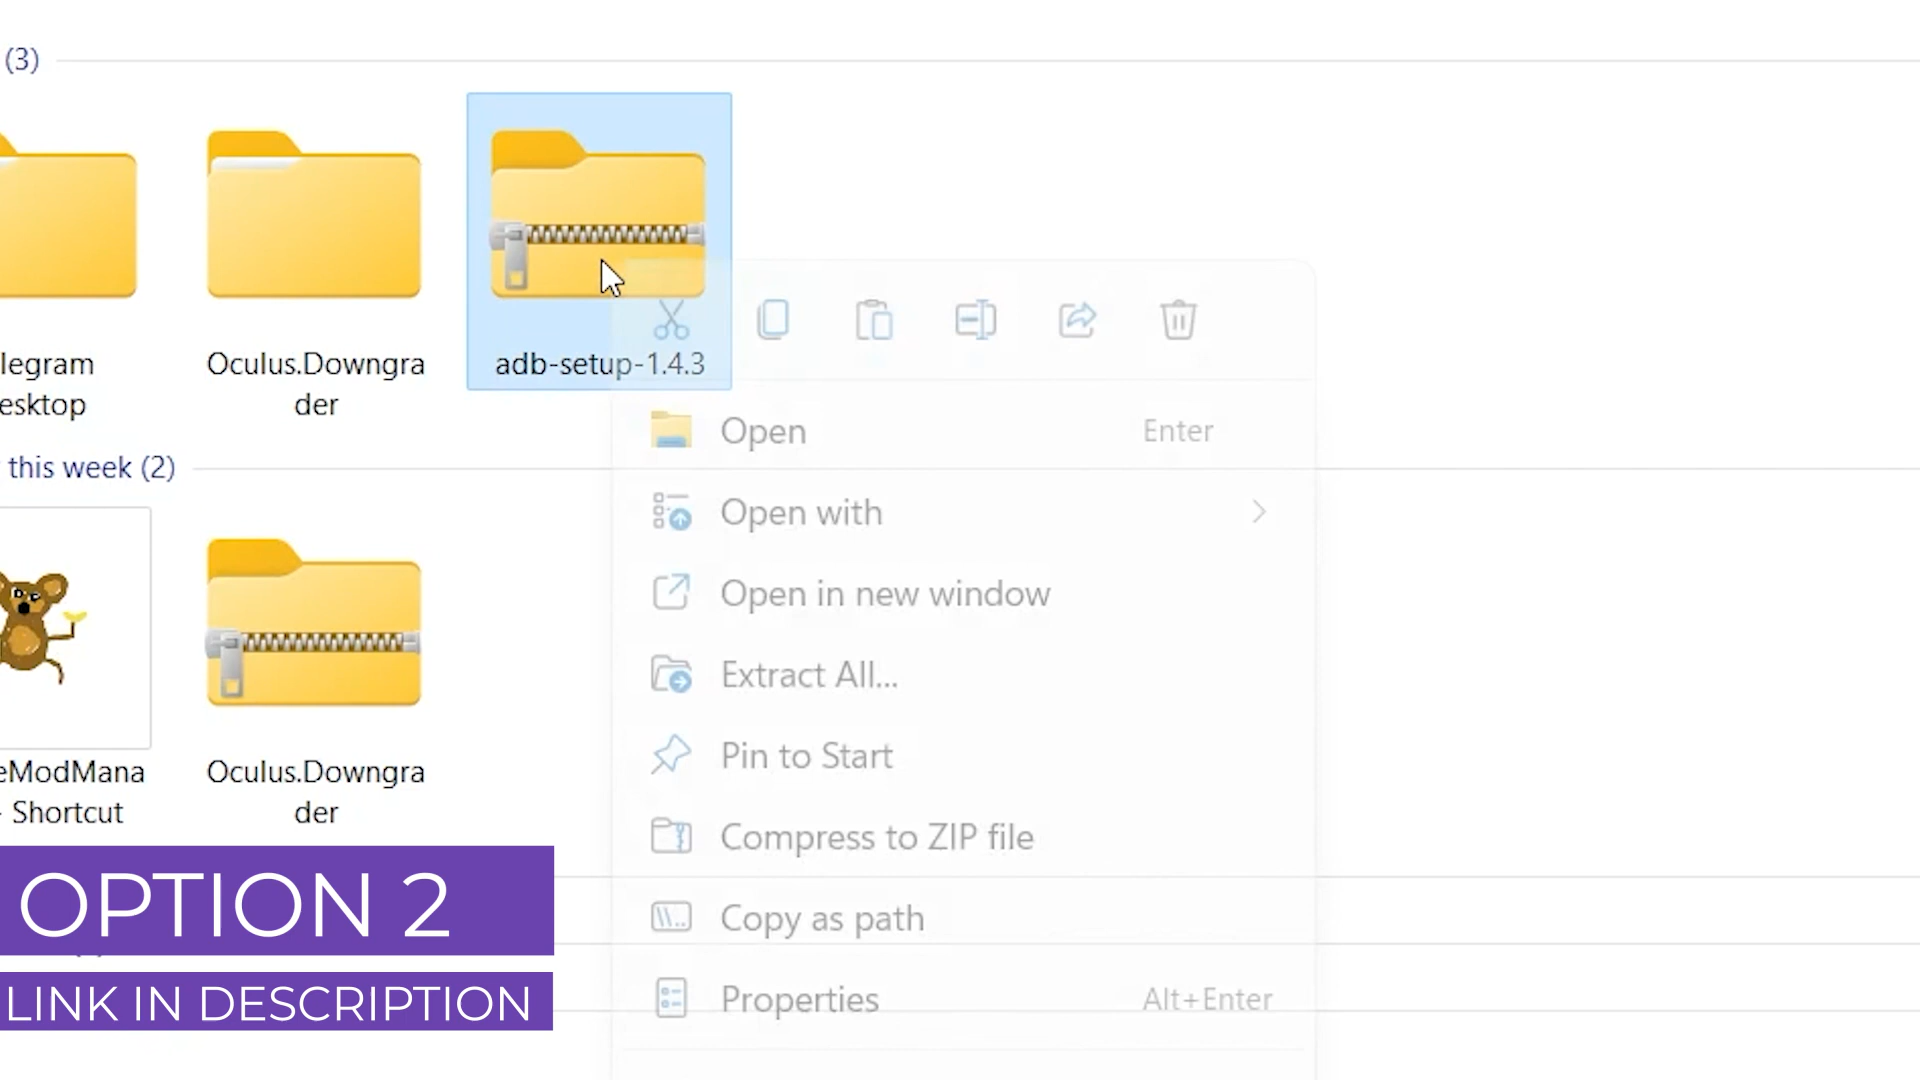 (3)
legram
esktop
Oculus.Downgra
der
adb-setup-1.4.3
this week (2)
eModMana
- Shortcut
Oculus.Downgra
der
Open Enter
Open with
Open in new window
Extract All...
Pin to Start
Compress to ZIP file
Copy as path
Properties Alt+Enter
OPTION 2
LINK IN DESCRIPTION